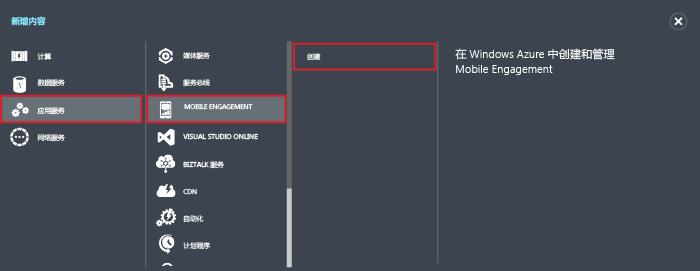 新增内容
计算
数据服务
应用服务
网络服务
媒体服务
服务总线
MOBILE ENGAGEMENT
VISUAL STUDIO ONLINE
BIZTALK 服务
CDN
自动化
计划程序
创建
在 Windows Azure 中创建和管理
Mobile Engagement